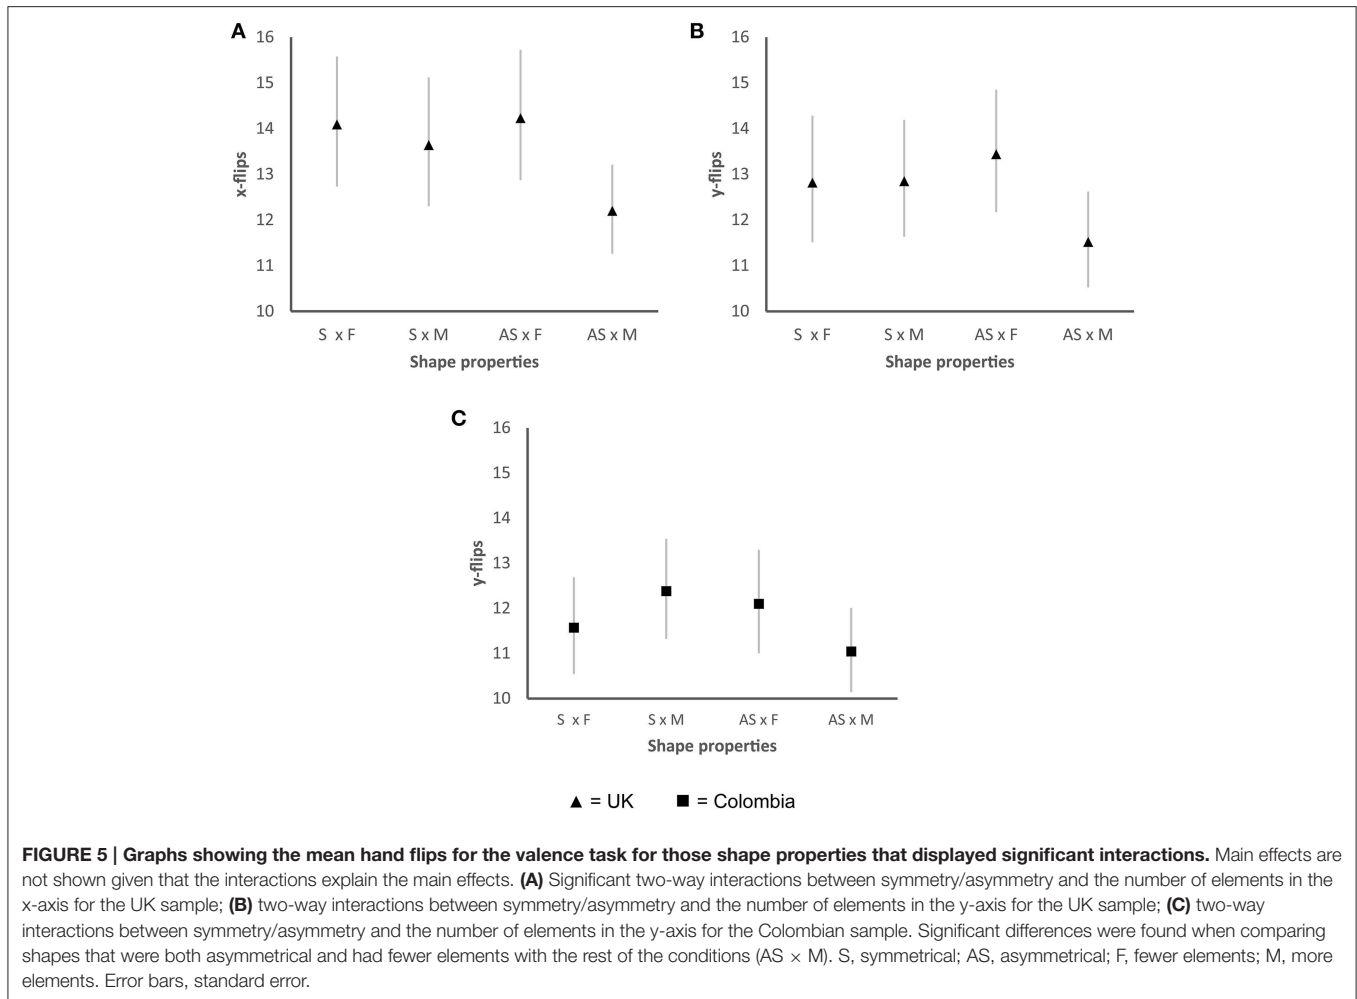 A
16
15
14
13
12
11
10
x-flips
S x F S x M AS x F AS x M
Shape properties
B
16
15
14
13
12
11
10
y-flips
S x F S x M AS x F AS x M
Shape properties
C
16
15
14
13
12
11
10
y-flips
S x F S x M AS x F AS x M
Shape properties
▲ = UK ■ = Colombia
FIGURE 5 | Graphs showing the mean hand flips for the valence task for those shape properties that displayed significant interactions. Main effects are
not shown given that the interactions explain the main effects. (A) Significant two-way interactions between symmetry/asymmetry and the number of elements in the
x-axis for the UK sample; (B) two-way interactions between symmetry/asymmetry and the number of elements in the y-axis for the UK sample; (C) two-way
interactions between symmetry/asymmetry and the number of elements in the y-axis for the Colombian sample. Significant differences were found when comparing
shapes that were both asymmetrical and had fewer elements with the rest of the conditions (AS × M). S, symmetrical; AS, asymmetrical; F, fewer elements; M, more
elements. Error bars, standard error.